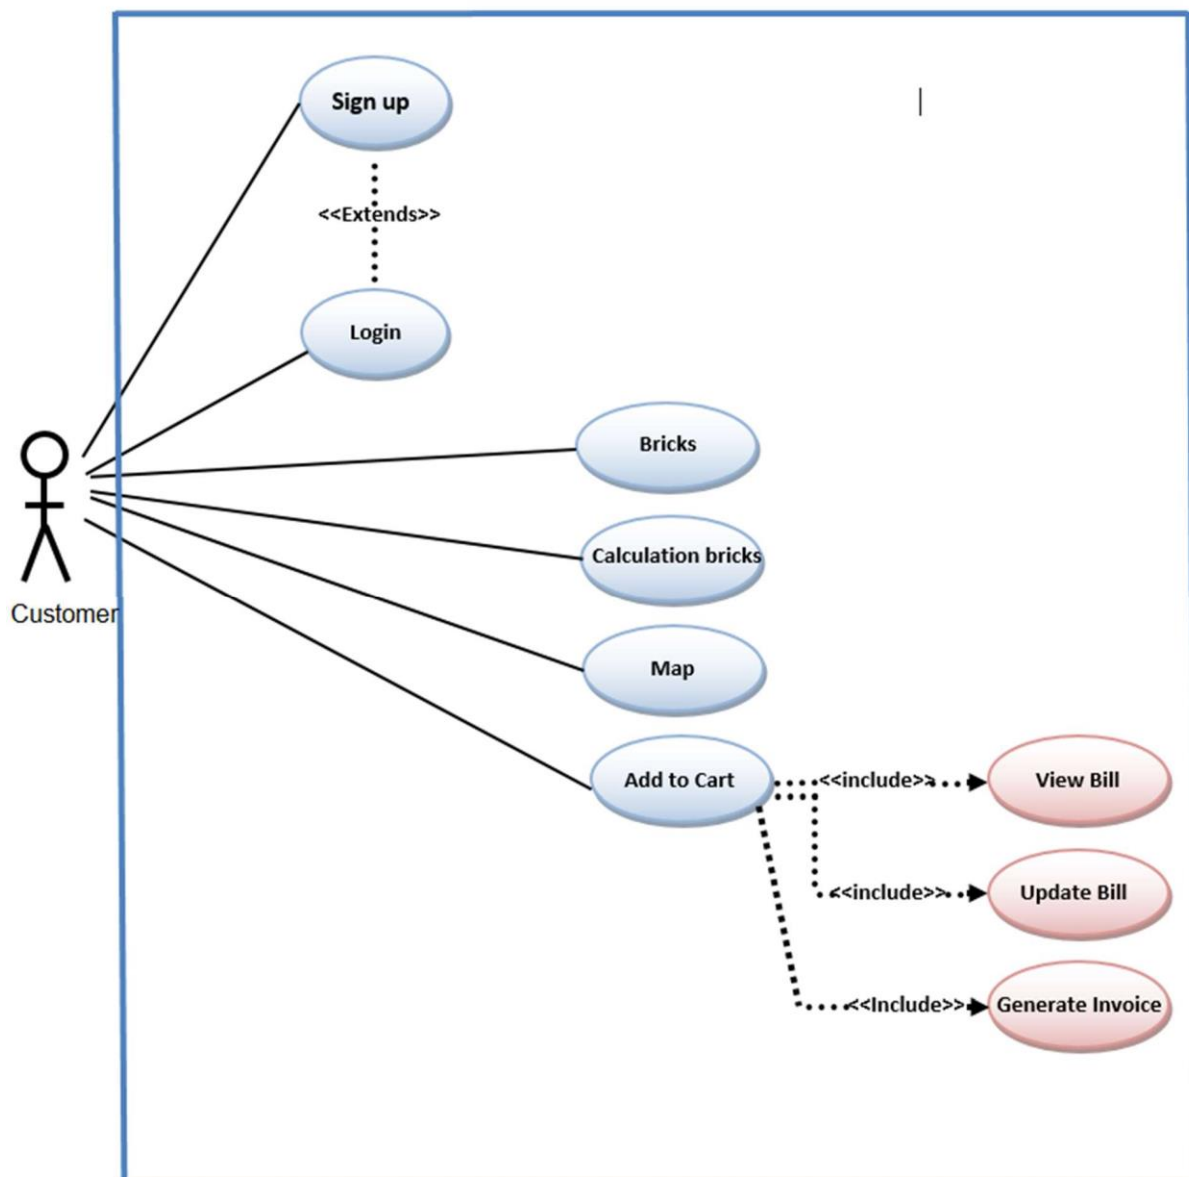 Sign up
<<Extends>>
Login
Bricks
Calculation bricks
Customer
Map
Add to Cart
<<include>>
View Bill
<<include>>
Update Bill
<<Include>>
Generate Invoice